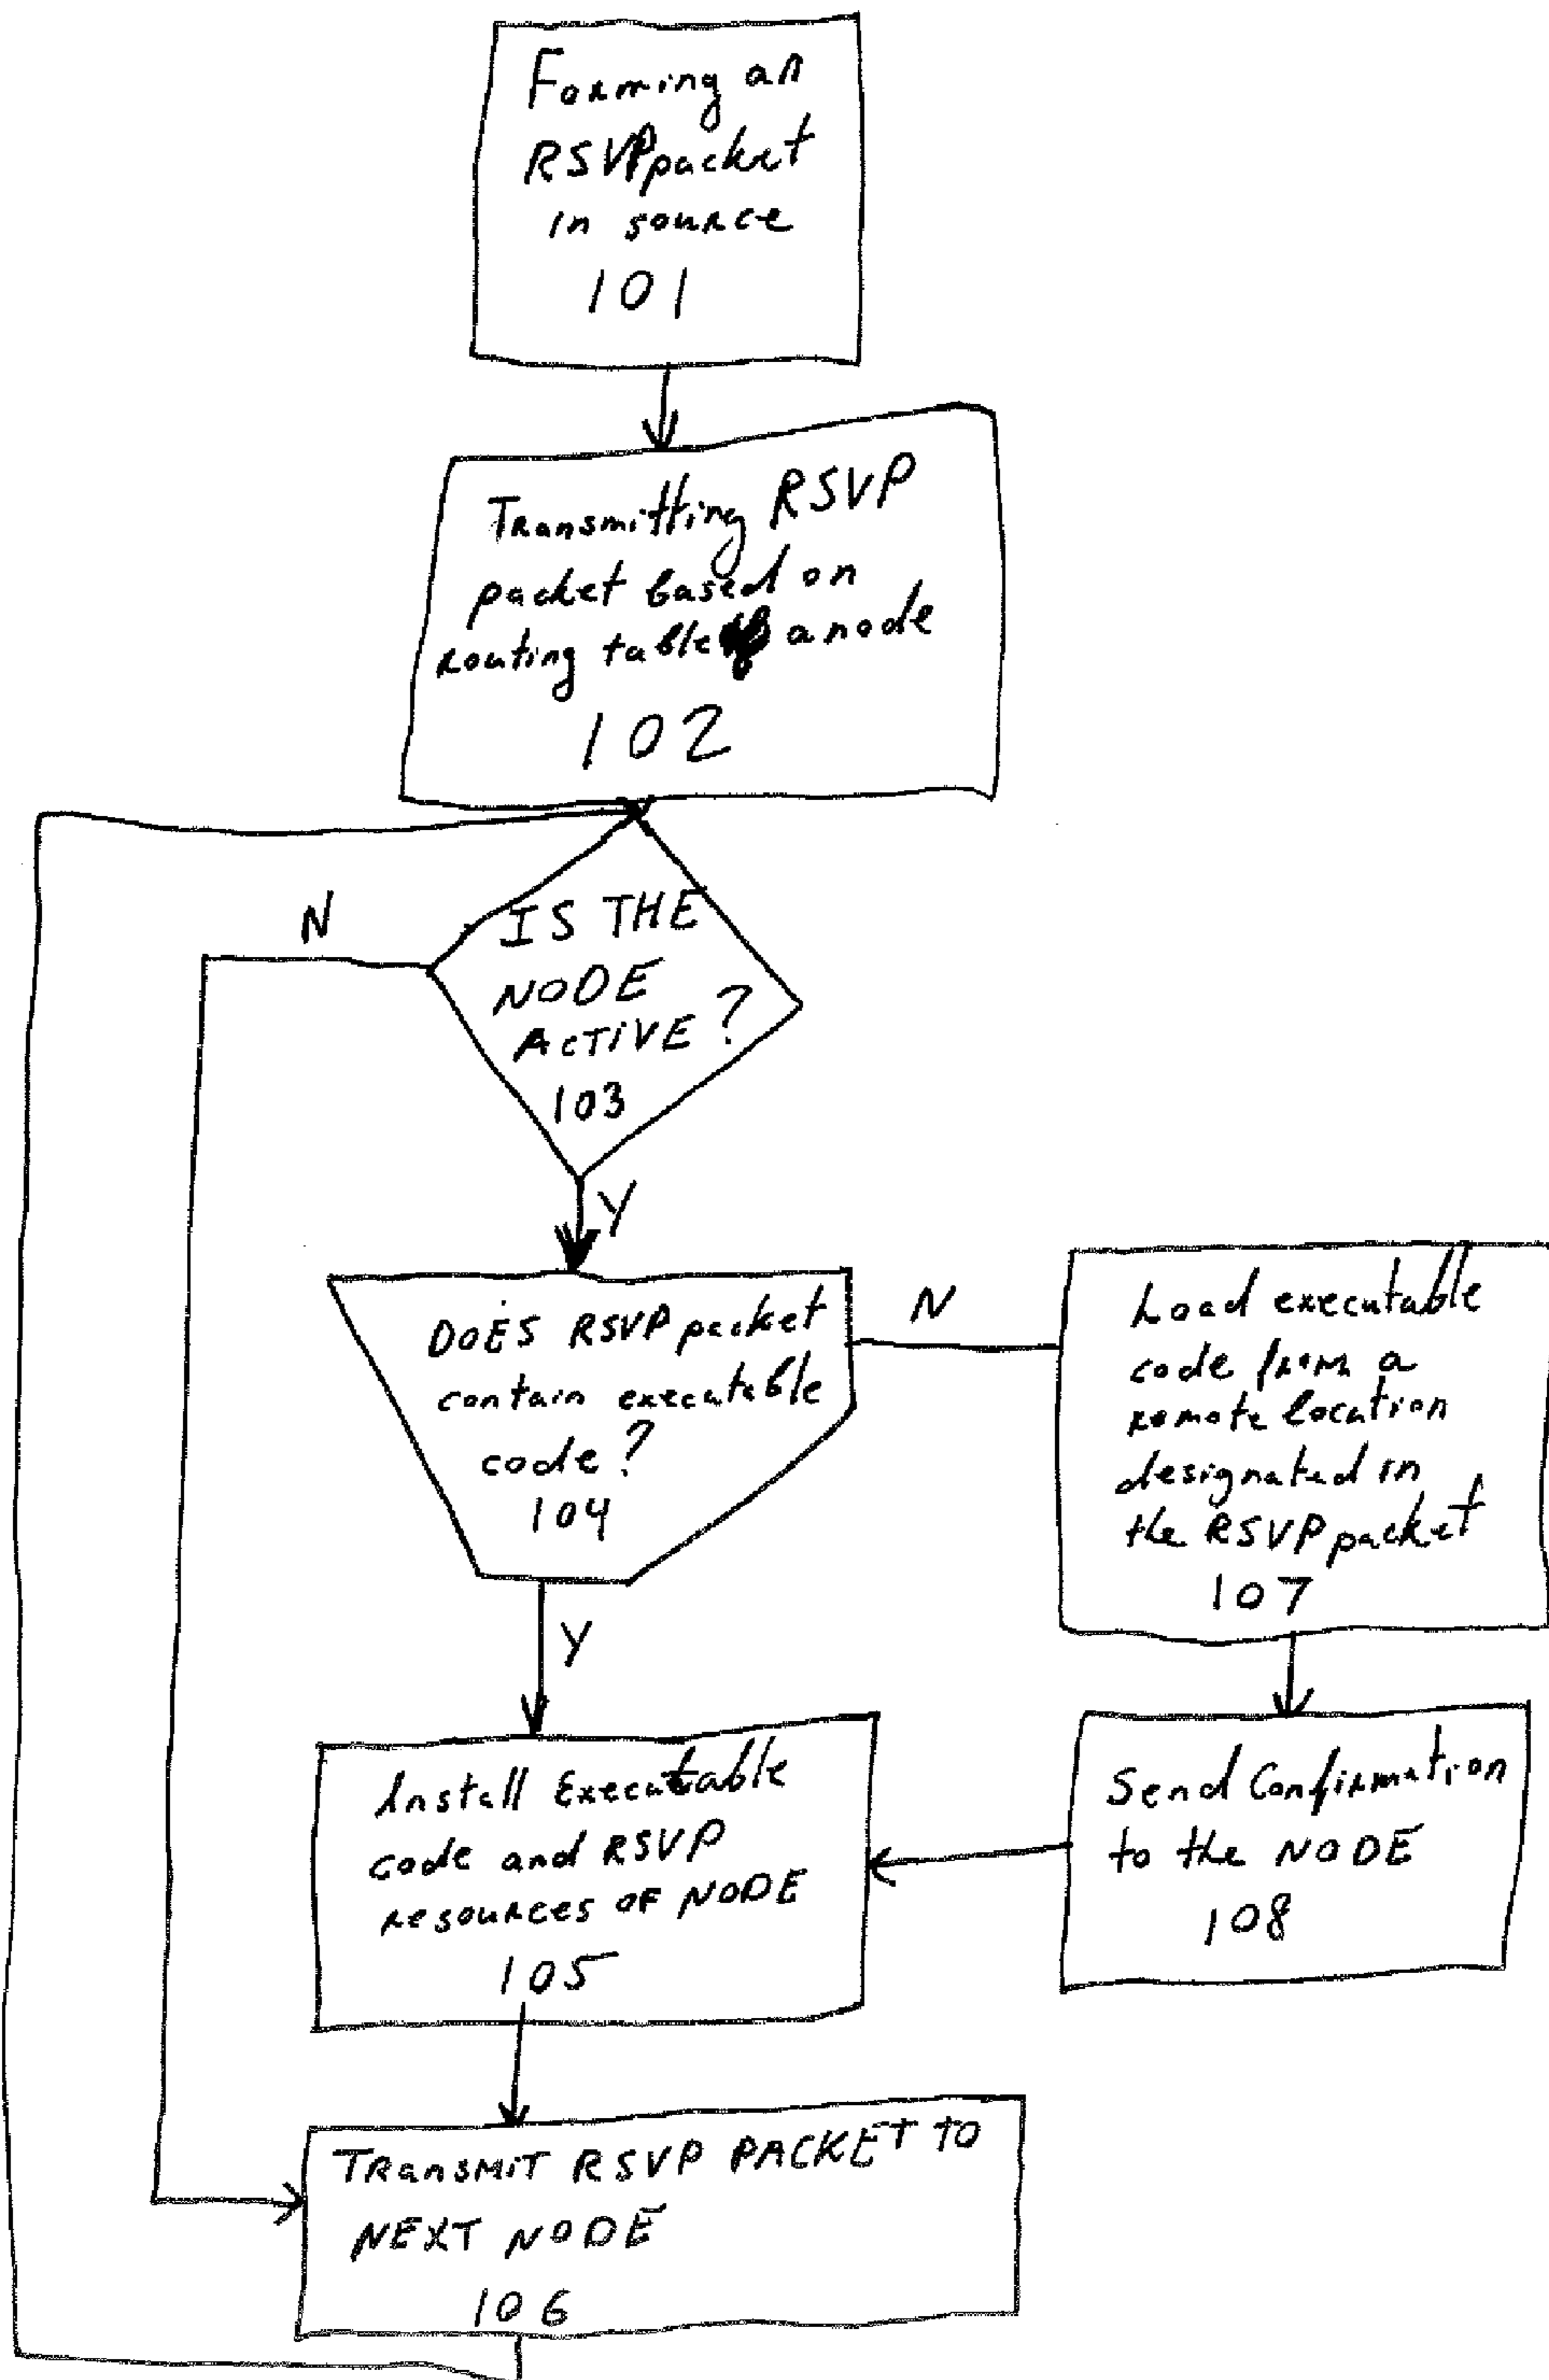 Forming an
RSVP packet
in source
101
Transmitting RSVP
packet based on
routing table a node
102
N
IS THE
NODE
ACTIVE?
103
Y
DOES RSVP packet
contain executable
code?
104
N
Load executable
code from a
remote location
designated in
the RSVP packet
107
Y
Install Executable
code and RSVP
resources OF NODE
105
Send Confirmation
to the NODE
108
TRansmiT RSVP PACKET TO
NEXT NODE
106